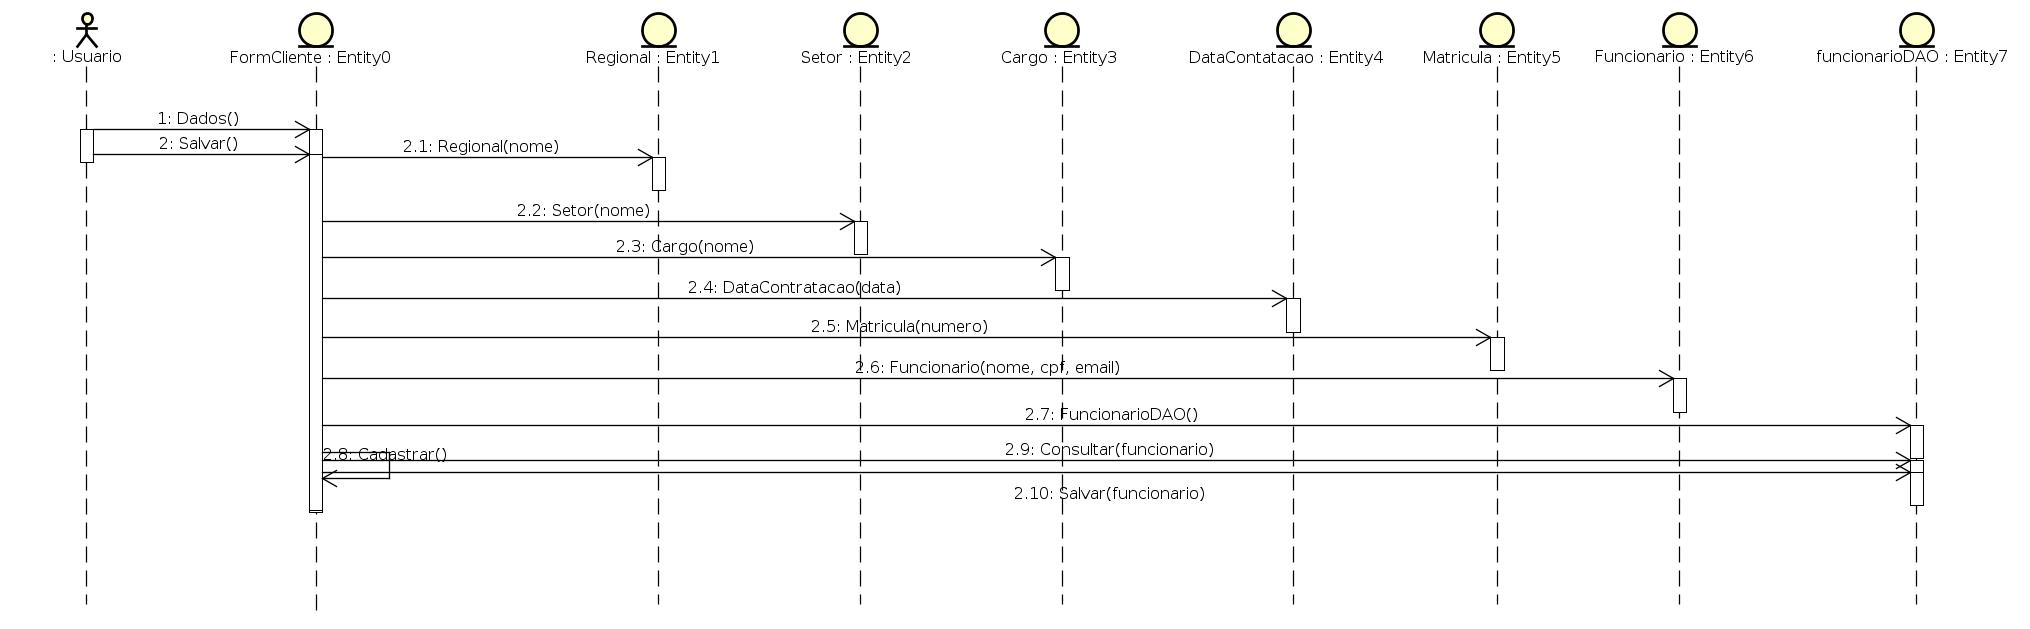 : Usuario
FormCliente : Entity0
Regional : Entity1
Setor : Entity2
Cargo : Entity3
DataContatacao : Entity4
Matricula : Entity5
Funcionario : Entity6
funcionarioDAO : Entity7
1: Dados()
2: Salvar()
2.1: Regional(nome)
2.2: Setor(nome)
2.3: Cargo(nome)
2.4: DataContratacao(data)
2.5: Matricula(numero)
2.6: Funcionario(nome, cpf, email)
2.7: FuncionarioDAO()
2.8: Cadastrar()
2.9: Consultar(funcionario)
2.10: Salvar(funcionario)